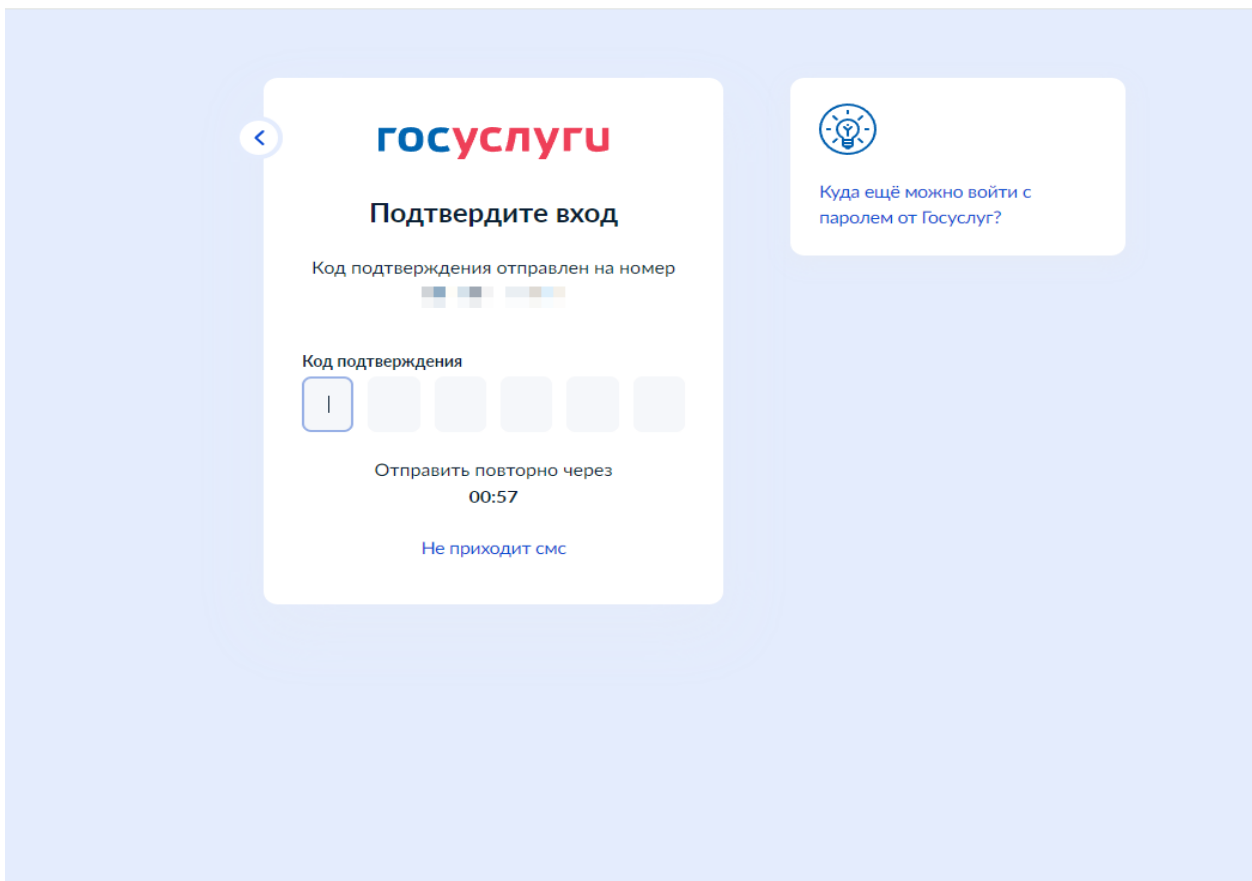 госуслуги
Подтвердите вход
Код подтверждения отправлен на номер
Код подтверждения
Отправить повторно через
00:57
Не приходит смс
Куда ещё можно войти с
паролем от Госуслуг?